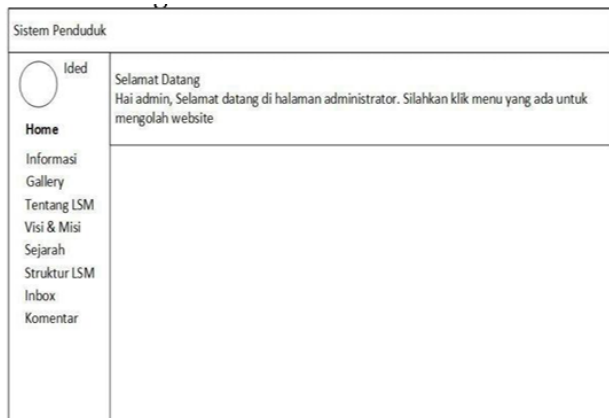 Sistem Penduduk
Ided
Selamat Datang
Hai admin, Selamat datang di halaman administrator. Silahkan klik menu yang ada untuk
mengolah website
Home
Informasi
Gallery
Tentang LSM
Visi & Misi
Sejarah
Struktur LSM
Inbox
Komentar